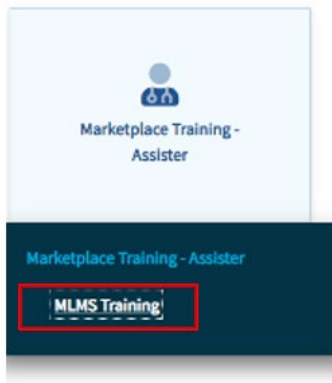 Marketplace Training -
Assister
Marketplace Training - Assister
MLMS Training